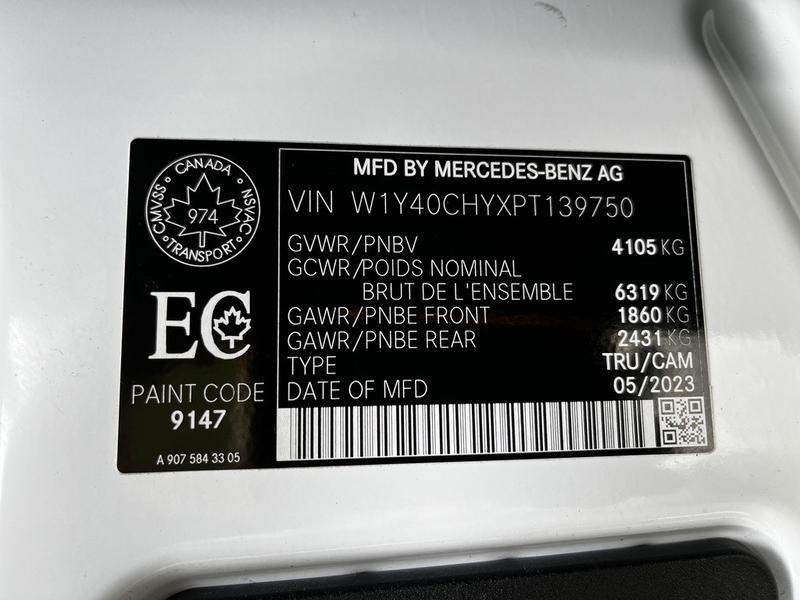 CANADA
CMVSS NSVAC
974
TRANSPORT
EC
PAINT CODE
9147
A 907 584 33 05
MFD BY MERCEDES-BENZ AG
VIN W1Y40CHYXPT139750
GVWR/PNBV 4105 KG
GCWR/POIDS NOMINAL
BRUT DE L'ENSEMBLE 6319 KG
GAWR/PNBE FRONT 1860 KG
GAWR/PNBE REAR 2431 KG
TYPE TRU/CAM
DATE OF MFD 05/2023